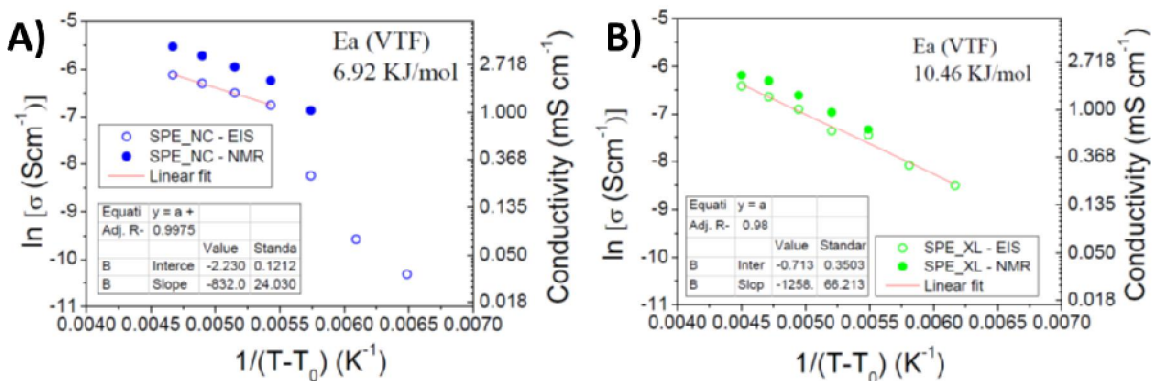 A)
Ea (VTF)
6.92 KJ/mol
-5
-6
-7
-8
-9
-10
-11
ln [σ (Scm⁻¹)]
SPE_NC - EIS
SPE_NC - NMR
Linear fit
Equati y = a +
Adj. R- 0.9975
Value Standa
B Interce -2.230 0.1212
B Slope -832.0 24.030
2.718
1.000
0.368
0.135
0.050
0.018
Conductivity (mS cm⁻¹)
0.0040 0.0045 0.0050 0.0055 0.0060 0.0065 0.0070
1/(T-T₀) (K⁻¹)
B)
Ea (VTF)
10.46 KJ/mol
-5
-6
-7
-8
-9
-10
-11
ln [σ (Scm⁻¹)]
Equati y = a
Adj. R- 0.98
Value Standar
B Inter -0.713 0.3503
B Slop -1258. 66.213
SPE_XL - EIS
SPE_XL - NMR
Linear fit
2.718
1.000
0.368
0.135
0.050
0.018
Conductivity (mS cm⁻¹)
0.0040 0.0045 0.0050 0.0055 0.0060 0.0065 0.0070
1/(T-T₀) (K⁻¹)